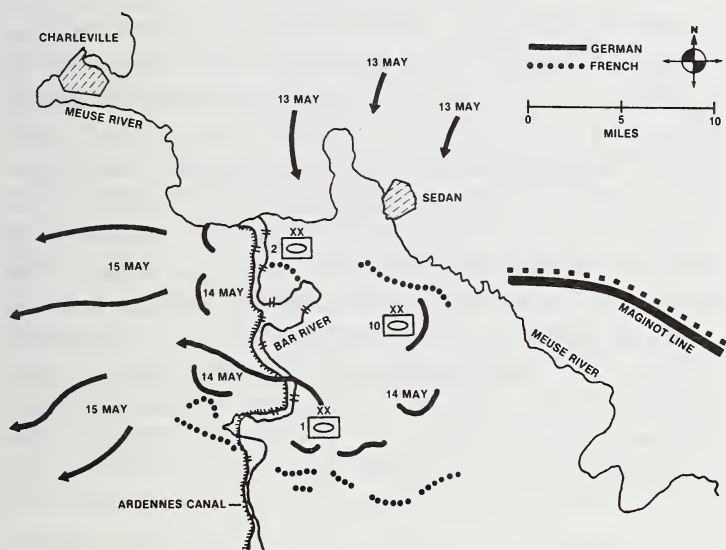 CHARLEVILLE
MEUSE RIVER
13 MAY
13 MAY
13 MAY
GERMAN
FRENCH
N
0 5 10
MILES
SEDAN
XX
2
15 MAY
14 MAY
BAR RIVER
XX
10
MAGINOT LINE
MEUSE RIVER
14 MAY
15 MAY
14 MAY
XX
1
ARDENNES CANAL